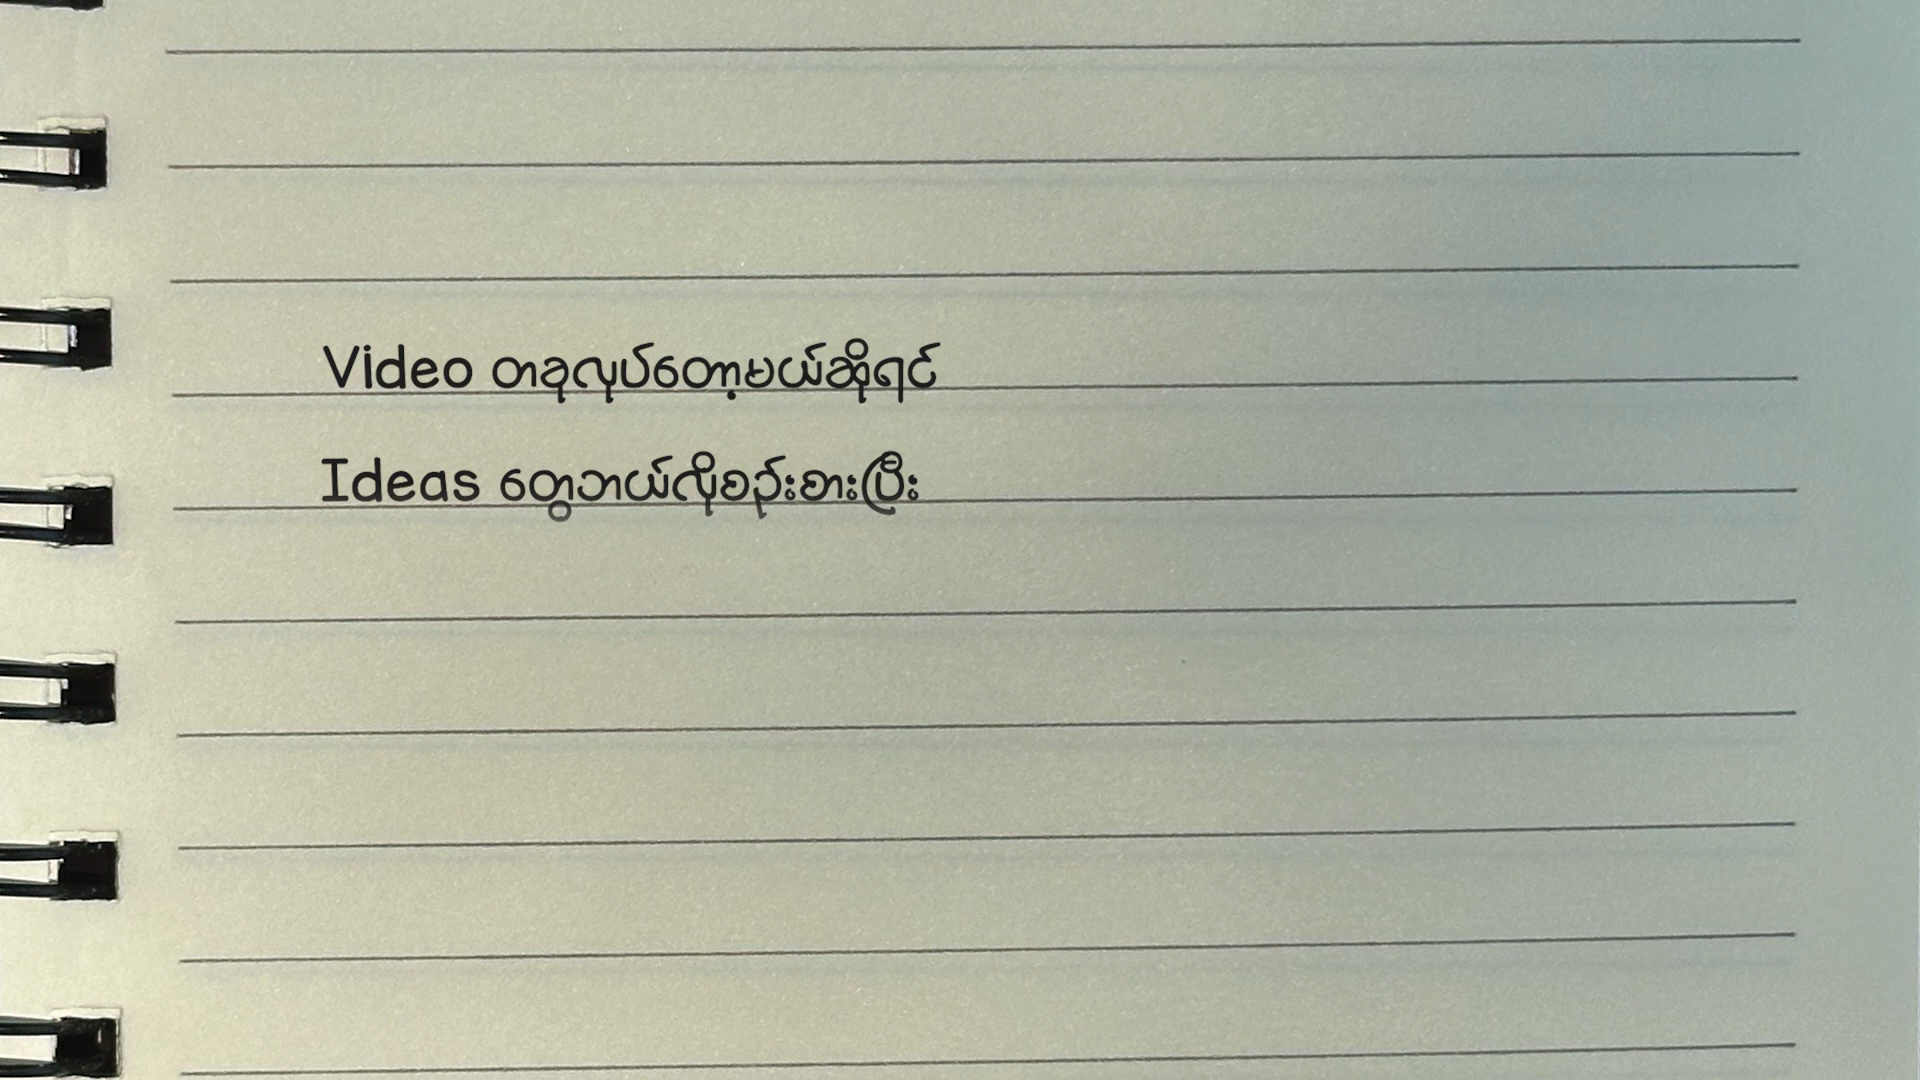 Video တခုလုပ်တော့မယ်ဆိုရင်
Ideas တွေဘယ်လိုစဉ်းစားပြီး